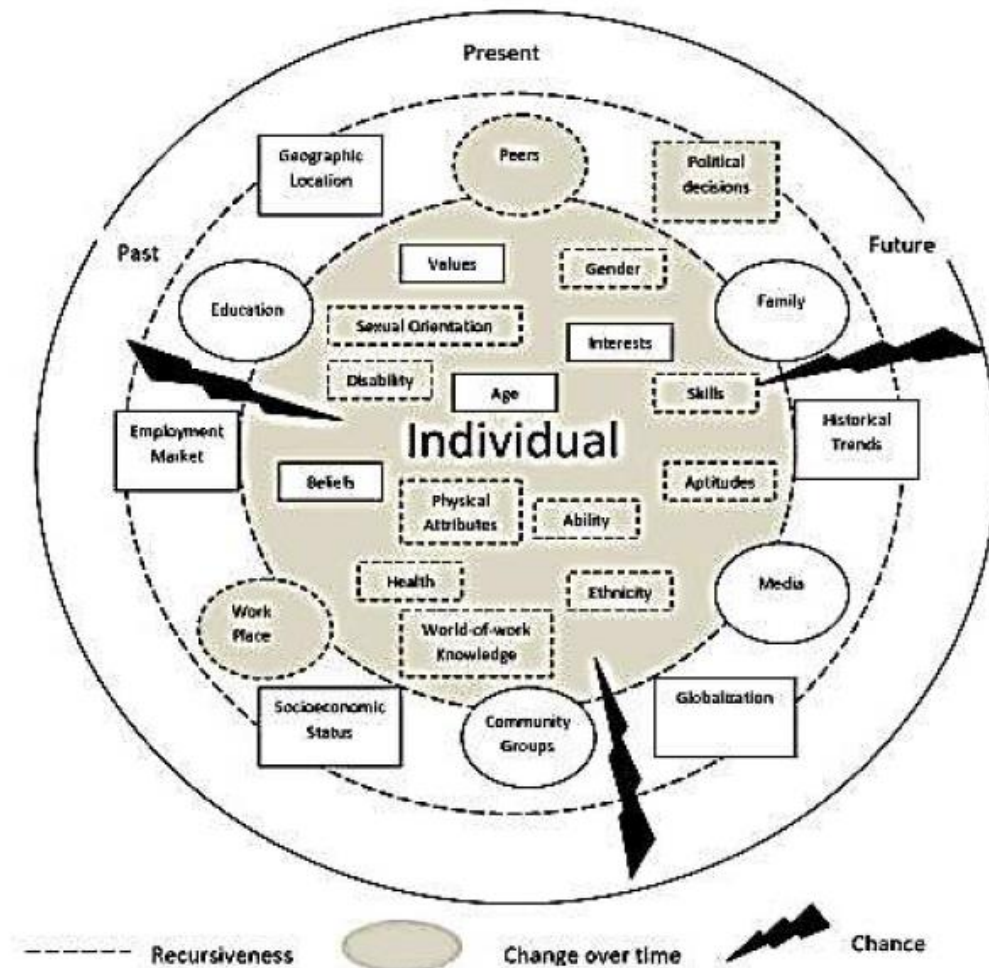 Present
Geographic
Location
Peers
Political
decisions
Past
Future
Values
Gender
Education
Family
Sexual Orientation
Interests
Disability
Age
Skills
Employment
Market
Individual
Historical
Trends
Beliefs
Physical
Attributes
Ability
Aptitudes
Health
Ethnicity
Media
Work
Place
World-of-work
Knowledge
Socioeconomic
Status
Community
Groups
Globalization
Recursiveness
Change over time
Chance